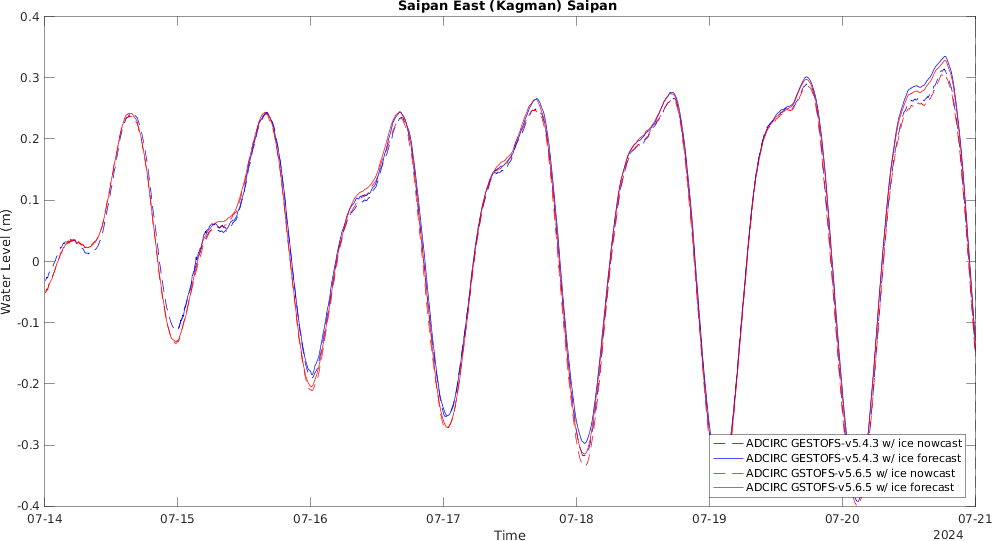 Saipan East (Kagman) Saipan
Water Level (m)
0.4
0.3
0.2
0.1
0
-0.1
-0.2
-0.3
-0.4
ADCIRC GESTOFS-v5.4.3 w/ ice nowcast
ADCIRC GESTOFS-v5.4.3 w/ ice forecast
ADCIRC GSTOFS-v5.6.5 w/ ice nowcast
ADCIRC GSTOFS-v5.6.5 w/ ice forecast
07-14 07-15 07-16 07-17 07-18 07-19 07-20 07-21
Time
2024